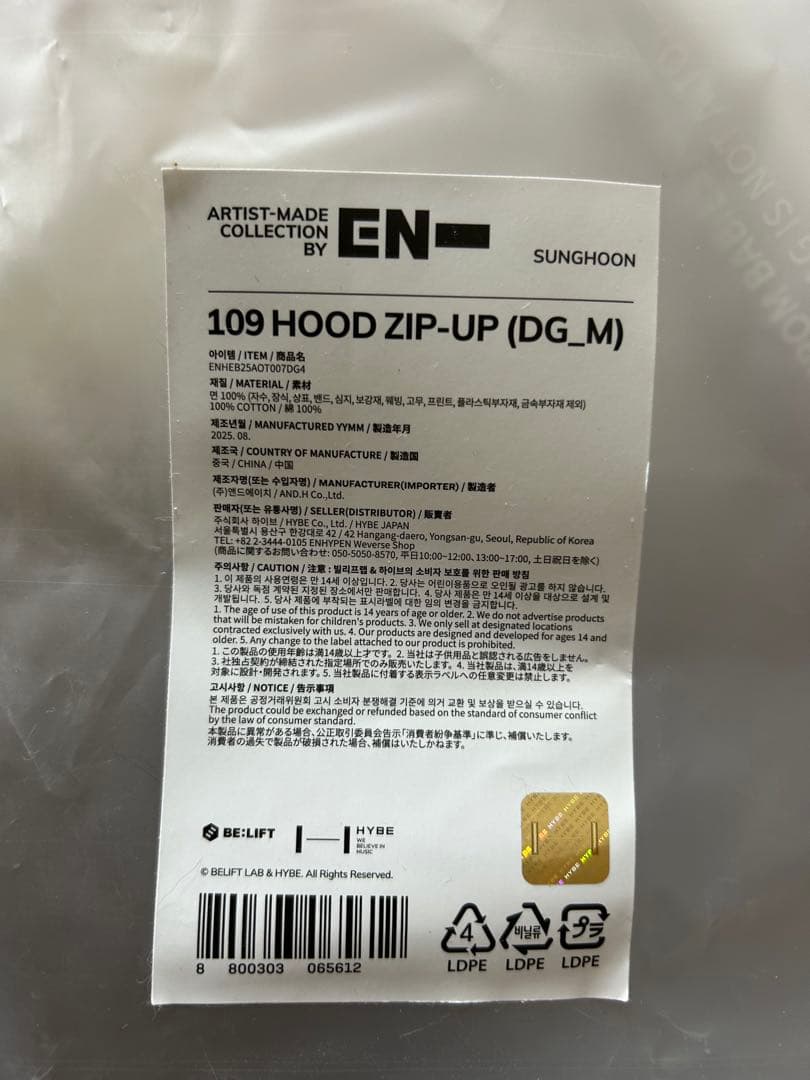 ARTIST-MADE
COLLECTION
BY
EN-
SUNGHOON
109 HOOD ZIP-UP (DG_M)
아이템 / ITEM / 商品名
ENHEB25AOT007DG4
재질 / MATERIAL / 素材
면 100% (자수, 장식, 상표, 밴드, 심지, 보강재, 웨빙, 고무, 프린트, 플라스틱부자재, 금속부자재 제외)
100% COTTON / 綿 100%
제조년월 / MANUFACTURED YYMM / 製造年月
2025. 08.
제조국 / COUNTRY OF MANUFACTURE / 製造国
중국 / CHINA / 中国
제조자명(또는 수입자명) / MANUFACTURER(IMPORTER) / 製造者
(주)앤드에이치 / AND.H Co.,Ltd.
판매자(또는 유통사명) / SELLER(DISTRIBUTOR) / 販賣者
주식회사 하이브 / HYBE Co., Ltd. / HYBE JAPAN
서울특별시 용산구 한강대로 42 / 42 Hangang-daero, Yongsan-gu, Seoul, Republic of Korea
TEL: +82 2-3444-0105 ENHYPEN Weverse Shop
(商品に関するお問い合わせ: 050-5050-8570, 平日10:00~12:00、13:00~17:00, 土日祝日を除く)
주의사항 / CAUTION / 注意 : 빌리프랩 & 하이브의 소비자 보호를 위한 판매 방침
1. 이 제품의 사용연령은 만 14세 이상입니다. 2. 당사는 어린이용품으로 오인될 광고를 하지 않습니다.
3. 당사와 독점 계약된 지정된 장소에서만 판매합니다. 4. 당사 제품은 만 14세 이상을 대상으로 설계 및
개발됩니다. 5. 당사 제품에 부착되는 표시라벨에 대한 임의 변경을 금지합니다.
1. The age of use of this product is 14 years of age or older. 2. We do not advertise products
that will be mistaken for children's products. 3. We only sell at designated locations
contracted exclusively with us. 4. Our products are designed and developed for ages 14 and
older. 5. Any change to the label attached to our product is prohibited.
1. この製品の使用年齢は満14歳以上才です。2. 当社は子供用品と誤認される広告をしません。
3. 社独占契約が締結された指定場所でのみ販売いたします。4. 当社製品は、満14歳以上を
対象に設計・開発されます。5. 当社製品に付着する表示ラベルへの任意変更は禁止します。
고시사항 / NOTICE / 告示事項
본 제품은 공정거래위원회 고시 소비자 분쟁해결 기준에 의거 교환 및 보상을 받으실 수 있습니다.
The product could be exchanged or refunded based on the standard of consumer conflict
by the law of consumer standard.
本製品に異常がある場合、公正取引委員会告示「消費者紛争基準」に準じ、補償いたします。
消費者の過失で製品が破損された場合、補償はいたしかねます。
BE:LIFT
HYBE
WE
BELIEVE IN
MUSIC
HYBE HYBE HYBE
© BELIFT LAB & HYBE. All Rights Reserved.
8 800303 065612
4
LDPE
비닐류
LDPE
プラ
LDPE
G IS NOT A TO